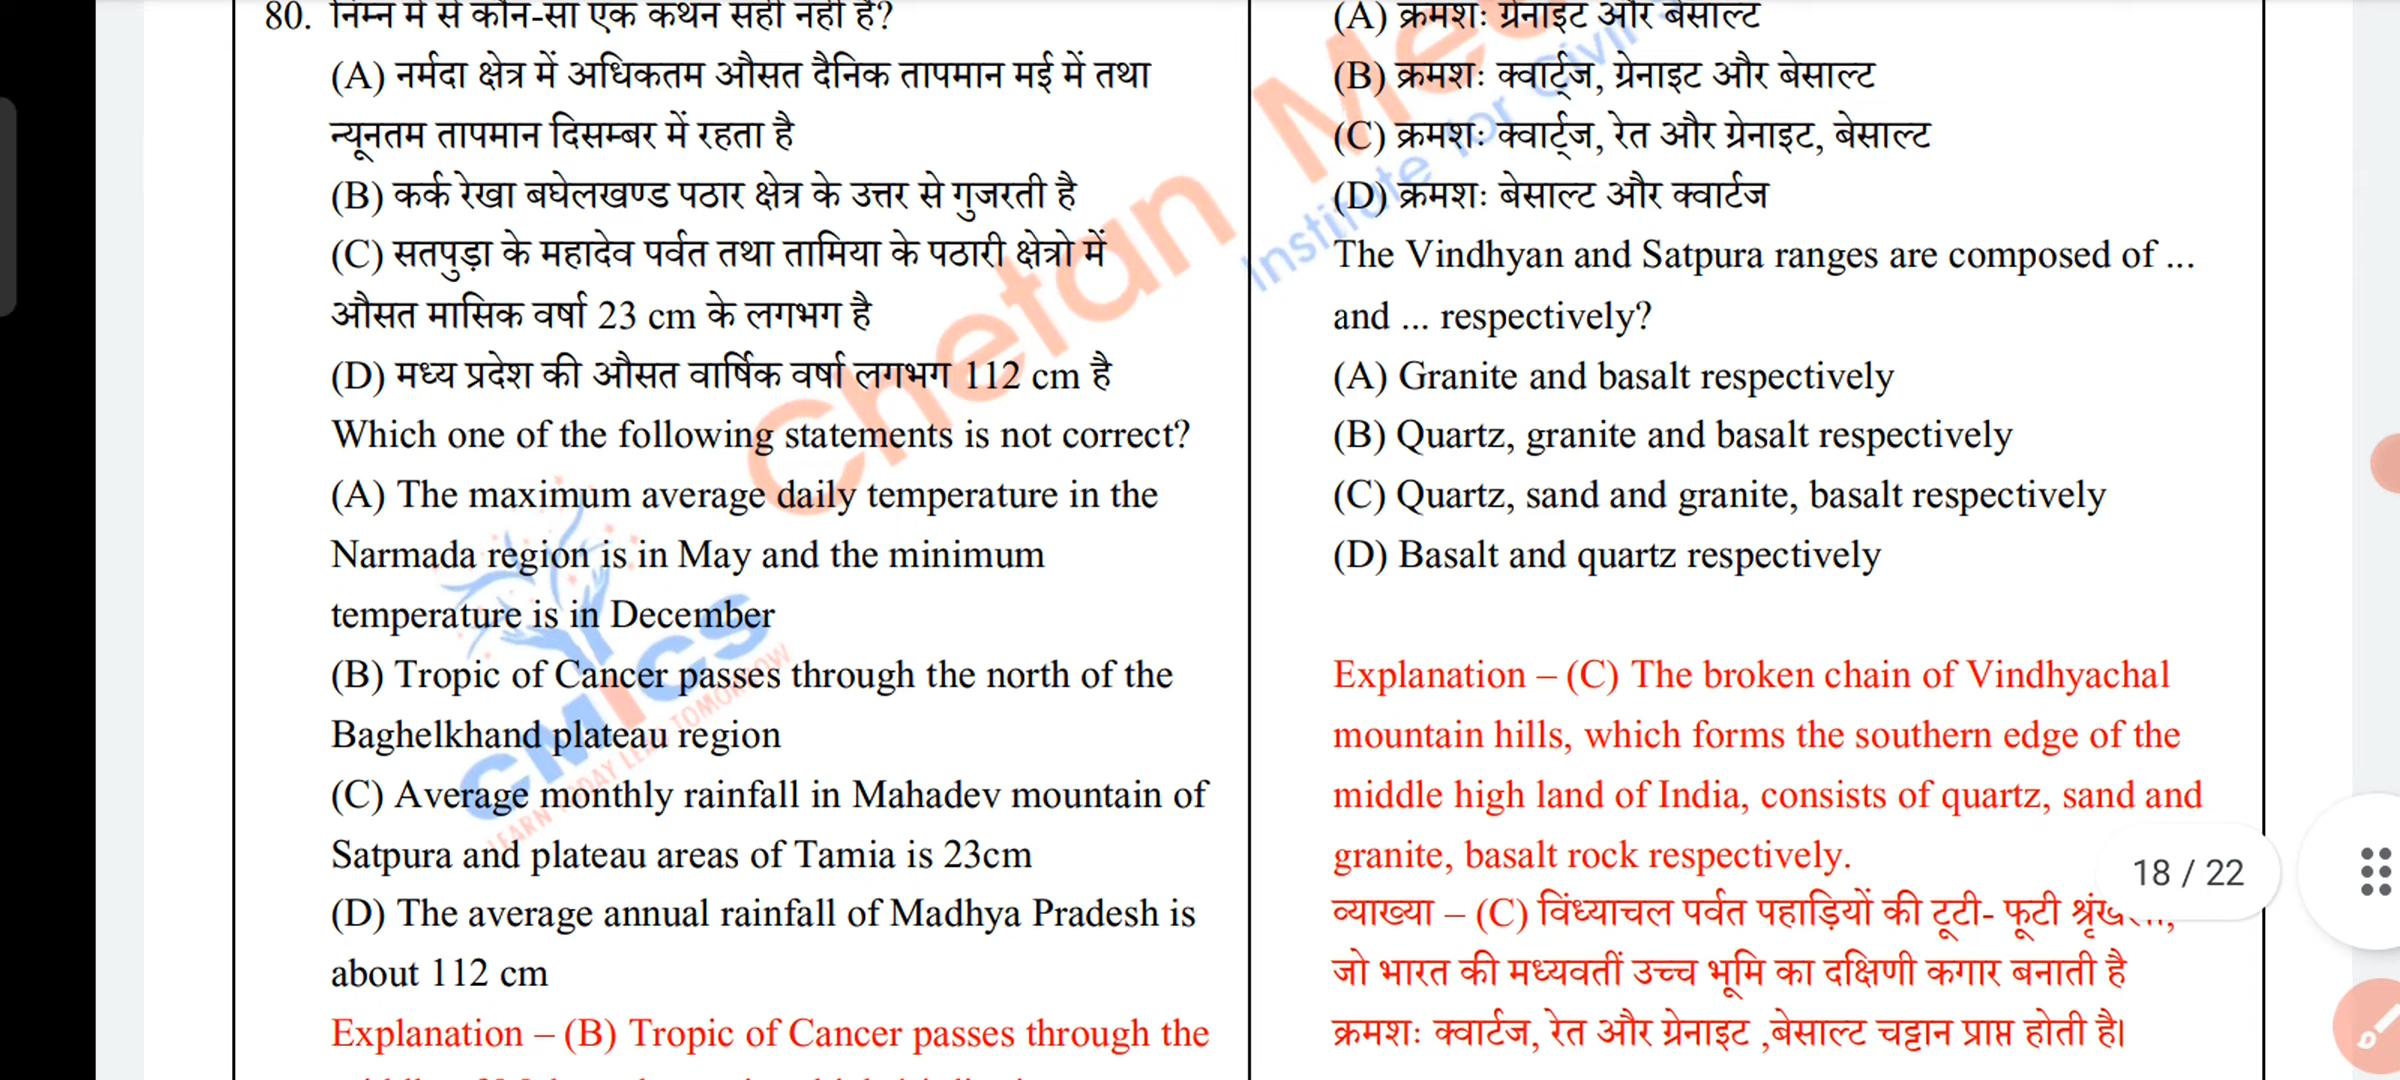 80. निम्न में से कौन-सा एक कथन सही नहीं है?
(A) नर्मदा क्षेत्र में अधिकतम औसत दैनिक तापमान मई में तथा
न्यूनतम तापमान दिसम्बर में रहता है
(B) कर्क रेखा बघेलखण्ड पठार क्षेत्र के उत्तर से गुजरती है
(C) सतपुड़ा के महादेव पर्वत तथा तामिया के पठारी क्षेत्रो में
औसत मासिक वर्षा 23 cm के लगभग है
(D) मध्य प्रदेश की औसत वार्षिक वर्षा लगभग 112 cm है
Which one of the following statements is not correct?
(A) The maximum average daily temperature in the
Narmada region is in May and the minimum
temperature is in December
(B) Tropic of Cancer passes through the north of the
Baghelkhand plateau region
(C) Average monthly rainfall in Mahadev mountain of
Satpura and plateau areas of Tamia is 23cm
(D) The average annual rainfall of Madhya Pradesh is
about 112 cm
Explanation – (B) Tropic of Cancer passes through the
(A) क्रमशः ग्रेनाइट और बेसाल्ट
(B) क्रमशः क्वार्ट्ज, ग्रेनाइट और बेसाल्ट
(C) क्रमशः क्वार्ट्ज, रेत और ग्रेनाइट, बेसाल्ट
(D) क्रमशः बेसाल्ट और क्वार्टज
The Vindhyan and Satpura ranges are composed of ...
and ... respectively?
(A) Granite and basalt respectively
(B) Quartz, granite and basalt respectively
(C) Quartz, sand and granite, basalt respectively
(D) Basalt and quartz respectively
Explanation – (C) The broken chain of Vindhyachal
mountain hills, which forms the southern edge of the
middle high land of India, consists of quartz, sand and
granite, basalt rock respectively.
व्याख्या – (C) विंध्याचल पर्वत पहाड़ियों की टूटी- फूटी
जो भारत की मध्यवर्ती उच्च भूमि का दक्षिणी कगार बनाती है
क्रमशः क्वार्टज, रेत और ग्रेनाइट ,बेसाल्ट चट्टान प्राप्त होती है।
18 / 22
Chetan
Institute for Civil
CMICS
LEARN TODAY LEAD TOMORROW